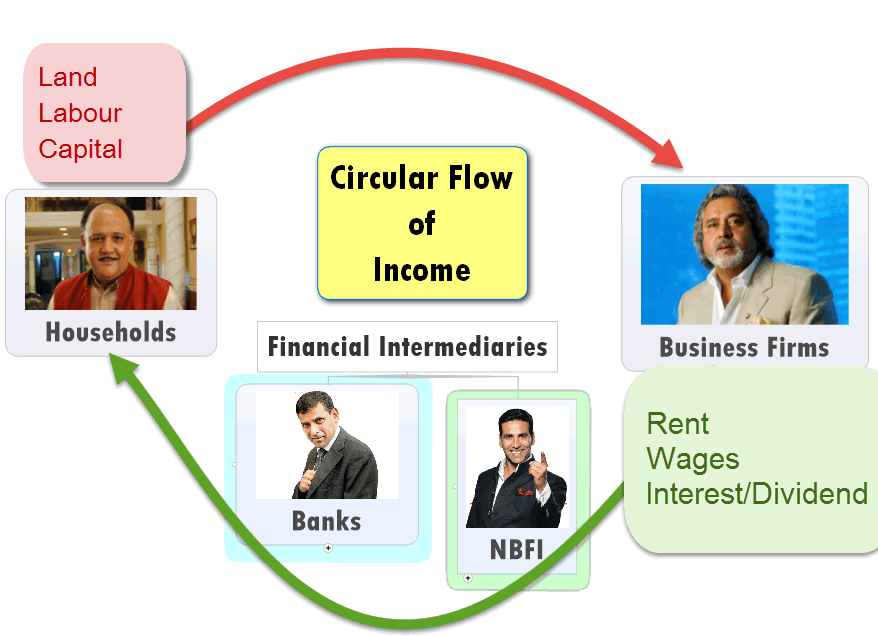 Land
Labour
Capital
Circular Flow
of
Income
Households
Business Firms
Financial Intermediaries
Banks
NBFI
Rent
Wages
Interest/Dividend